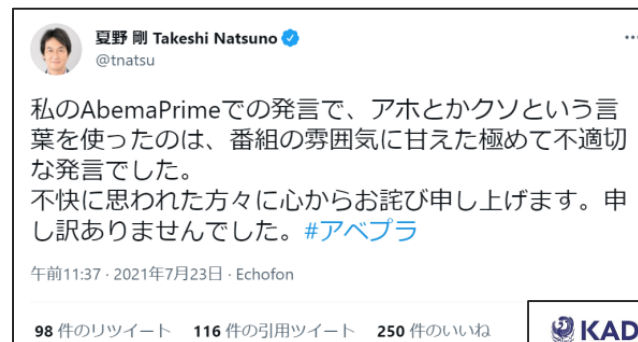 夏野 剛 Takeshi Natsuno
@tnatsu
私のAbemaPrimeでの発言で、アホとかクソという言
葉を使ったのは、番組の雰囲気に甘えた極めて不適切
な発言でした。
不快に思われた方々に心からお詫び申し上げます。申
し訳ありませんでした。#アベプラ
午前11:37 · 2021年7月23日 · Echofon
98 件のリツイート 116 件の引用ツイート 250 件のいいね
KAD